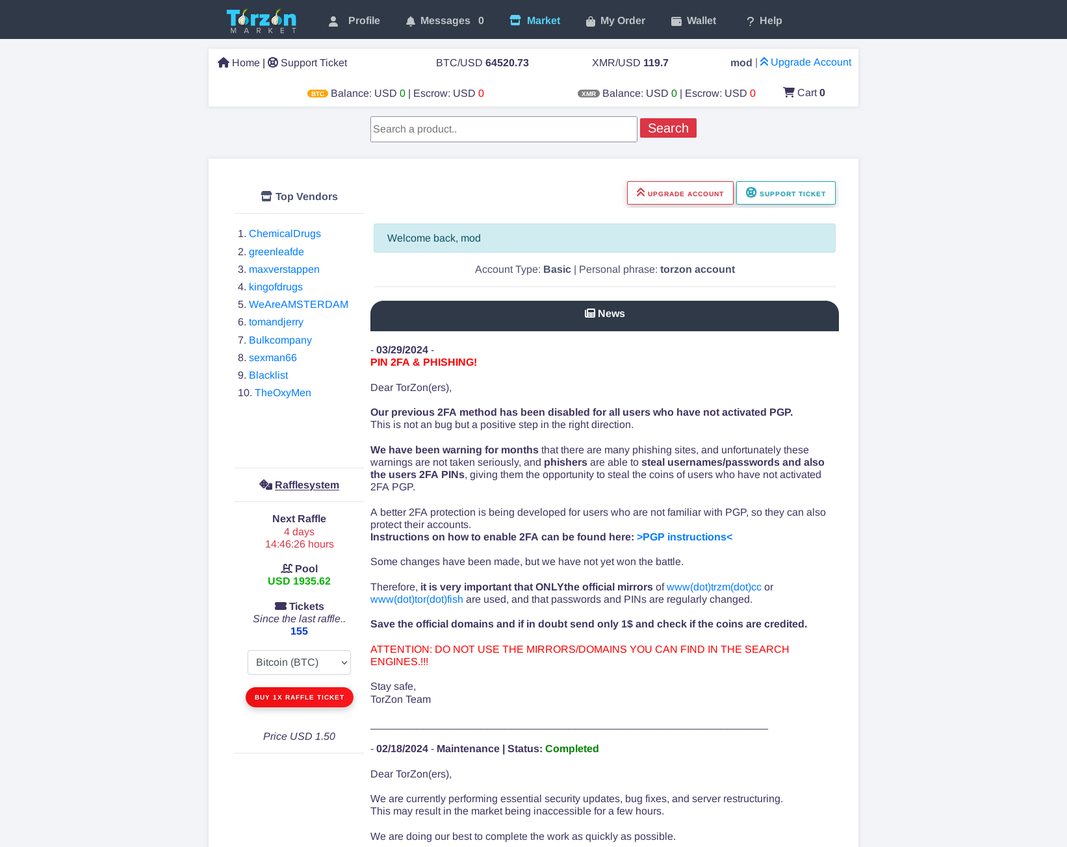 TorZon
MARKET
Profile
Messages 0
Market
My Order
Wallet
? Help
Home | Support Ticket
BTC/USD 64520.73
XMR/USD 119.7
mod | Upgrade Account
BTC Balance: USD 0 | Escrow: USD 0
XMR Balance: USD 0 | Escrow: USD 0
Cart 0
Search a product..
Search
Top Vendors
1. ChemicalDrugs
2. greenleafde
3. maxverstappen
4. kingofdrugs
5. WeAreAMSTERDAM
6. tomandjerry
7. Bulkcompany
8. sexman66
9. Blacklist
10. TheOxyMen
Rafflesystem
Next Raffle
4 days
14:46:26 hours
Pool
USD 1935.62
Tickets
Since the last raffle..
155
Bitcoin (BTC)
BUY 1X RAFFLE TICKET
Price USD 1.50
UPGRADE ACCOUNT
SUPPORT TICKET
Welcome back, mod
Account Type: Basic | Personal phrase: torzon account
News
- 03/29/2024 -
PIN 2FA & PHISHING!
Dear TorZon(ers),
Our previous 2FA method has been disabled for all users who have not activated PGP.
This is not an bug but a positive step in the right direction.
We have been warning for months that there are many phishing sites, and unfortunately these
warnings are not taken seriously, and phishers are able to steal usernames/passwords and also
the users 2FA PINs, giving them the opportunity to steal the coins of users who have not activated
2FA PGP.
A better 2FA protection is being developed for users who are not familiar with PGP, so they can also
protect their accounts.
Instructions on how to enable 2FA can be found here: >PGP instructions<
Some changes have been made, but we have not yet won the battle.
Therefore, it is very important that ONLYthe official mirrors of www(dot)trzm(dot)cc or
www(dot)tor(dot)fish are used, and that passwords and PINs are regularly changed.
Save the official domains and if in doubt send only 1$ and check if the coins are credited.
ATTENTION: DO NOT USE THE MIRRORS/DOMAINS YOU CAN FIND IN THE SEARCH
ENGINES.!!!
Stay safe,
TorZon Team
- 02/18/2024 - Maintenance | Status: Completed
Dear TorZon(ers),
We are currently performing essential security updates, bug fixes, and server restructuring.
This may result in the market being inaccessible for a few hours.
We are doing our best to complete the work as quickly as possible.